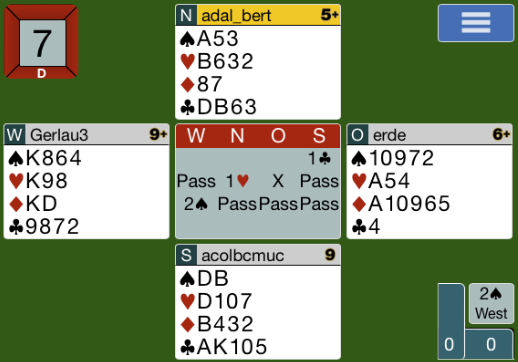 7
D
N adal_bert 5+
♠A53
♥B632
♦87
♣DB63
W Gerlau3 9+
♠K864
♥K98
♦KD
♣9872
W N O S
1♣
Pass 1♥ X Pass
2♠ Pass Pass Pass
O erde 6+
♠10972
♥A54
♦A10965
♣4
S acolbcmuc 9
♠DB
♥D107
♦B432
♣AK105
2♠
West
0 0